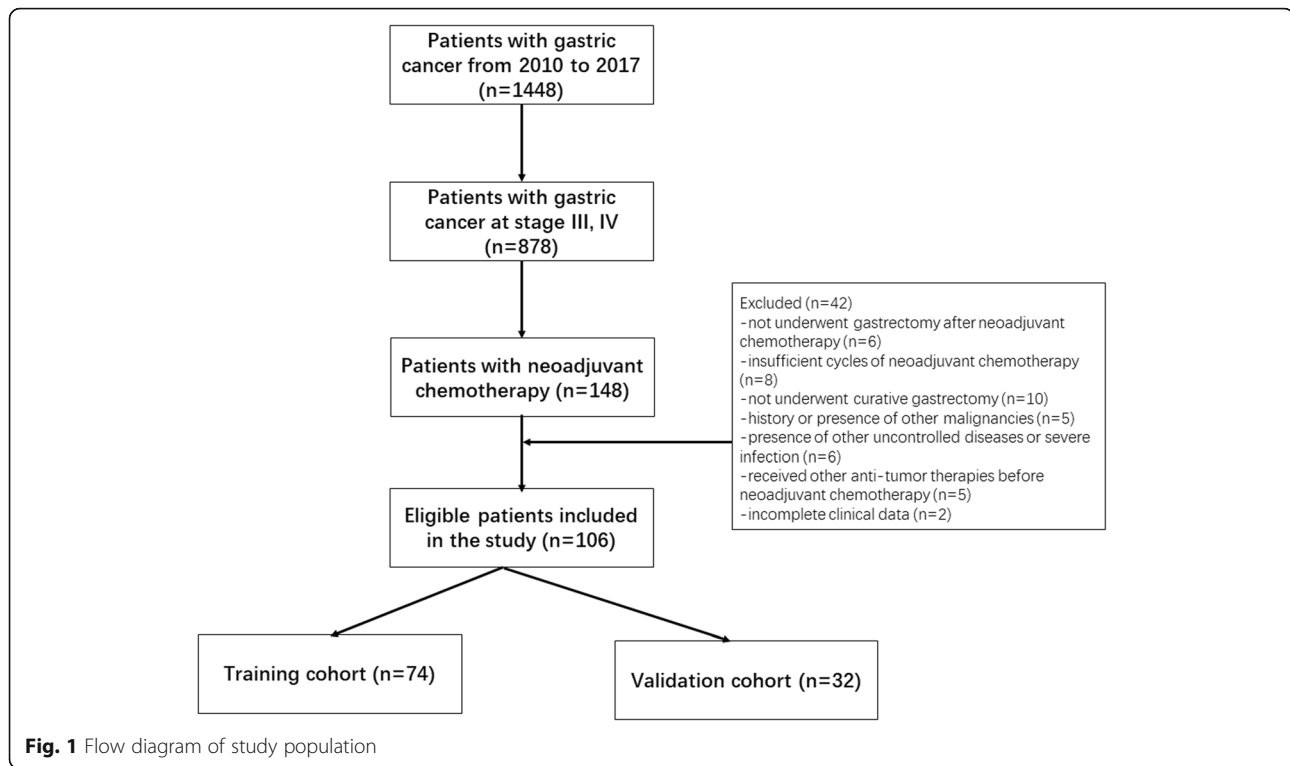 Patients with gastric
cancer from 2010 to 2017
(n=1448)
Patients with gastric
cancer at stage III, IV
(n=878)
Patients with neoadjuvant
chemotherapy (n=148)
Excluded (n=42)
-not underwent gastrectomy after neoadjuvant
chemotherapy (n=6)
-insufficient cycles of neoadjuvant chemotherapy
(n=8)
-not underwent curative gastrectomy (n=10)
-history or presence of other malignancies (n=5)
-presence of other uncontrolled diseases or severe
infection (n=6)
-received other anti-tumor therapies before
neoadjuvant chemotherapy (n=5)
-incomplete clinical data (n=2)
Eligible patients included
in the study (n=106)
Training cohort (n=74)
Validation cohort (n=32)
Fig. 1 Flow diagram of study population